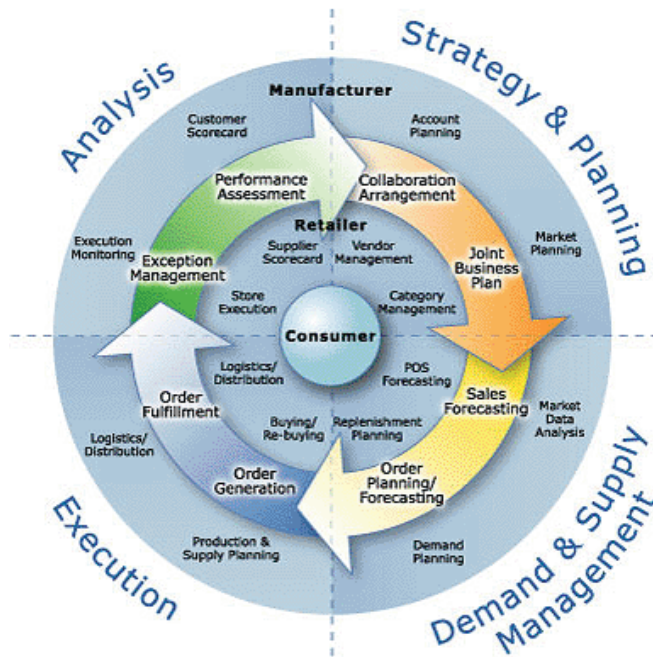 Analysis
Strategy & Planning
Manufacturer
Customer
Scorecard
Account
Planning
Performance
Assessment
Collaboration
Arrangement
Retailer
Supplier
Scorecard
Vendor
Management
Execution
Monitoring
Exception
Management
Joint
Business
Plan
Market
Planning
Store
Execution
Category
Management
Consumer
Logistics/
Distribution
POS
Forecasting
Order
Fulfillment
Sales
Forecasting
Market
Data
Analysis
Logistics/
Distribution
Buying/
Re-buying
Replenishment
Planning
Order
Generation
Order
Planning/
Forecasting
Production &
Supply Planning
Demand
Planning
Execution
Demand & Supply
Management